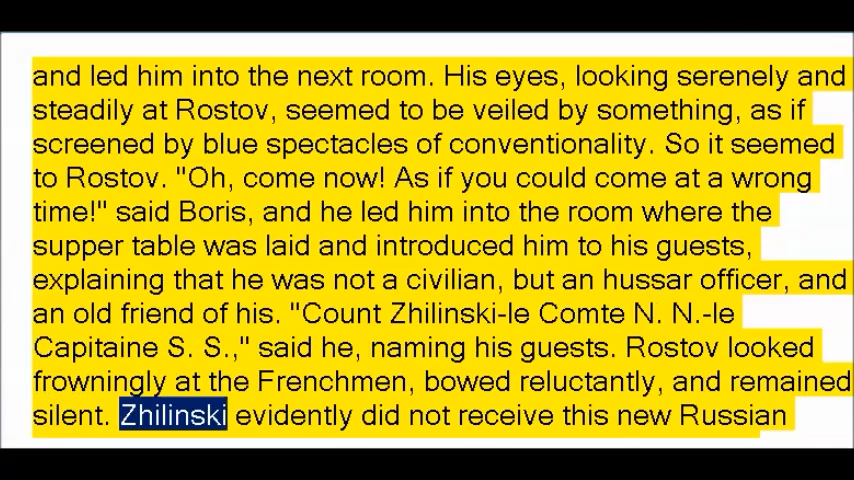 and led him into the next room. His eyes, looking serenely and
steadily at Rostov, seemed to be veiled by something, as if
screened by blue spectacles of conventionality. So it seemed
to Rostov. "Oh, come now! As if you could come at a wrong
time!" said Boris, and he led him into the room where the
supper table was laid and introduced him to his guests,
explaining that he was not a civilian, but an hussar officer, and
an old friend of his. "Count Zhilinski-le Comte N. N.-le
Capitaine S. S.," said he, naming his guests. Rostov looked
frowningly at the Frenchmen, bowed reluctantly, and remained
silent. Zhilinski evidently did not receive this new Russian